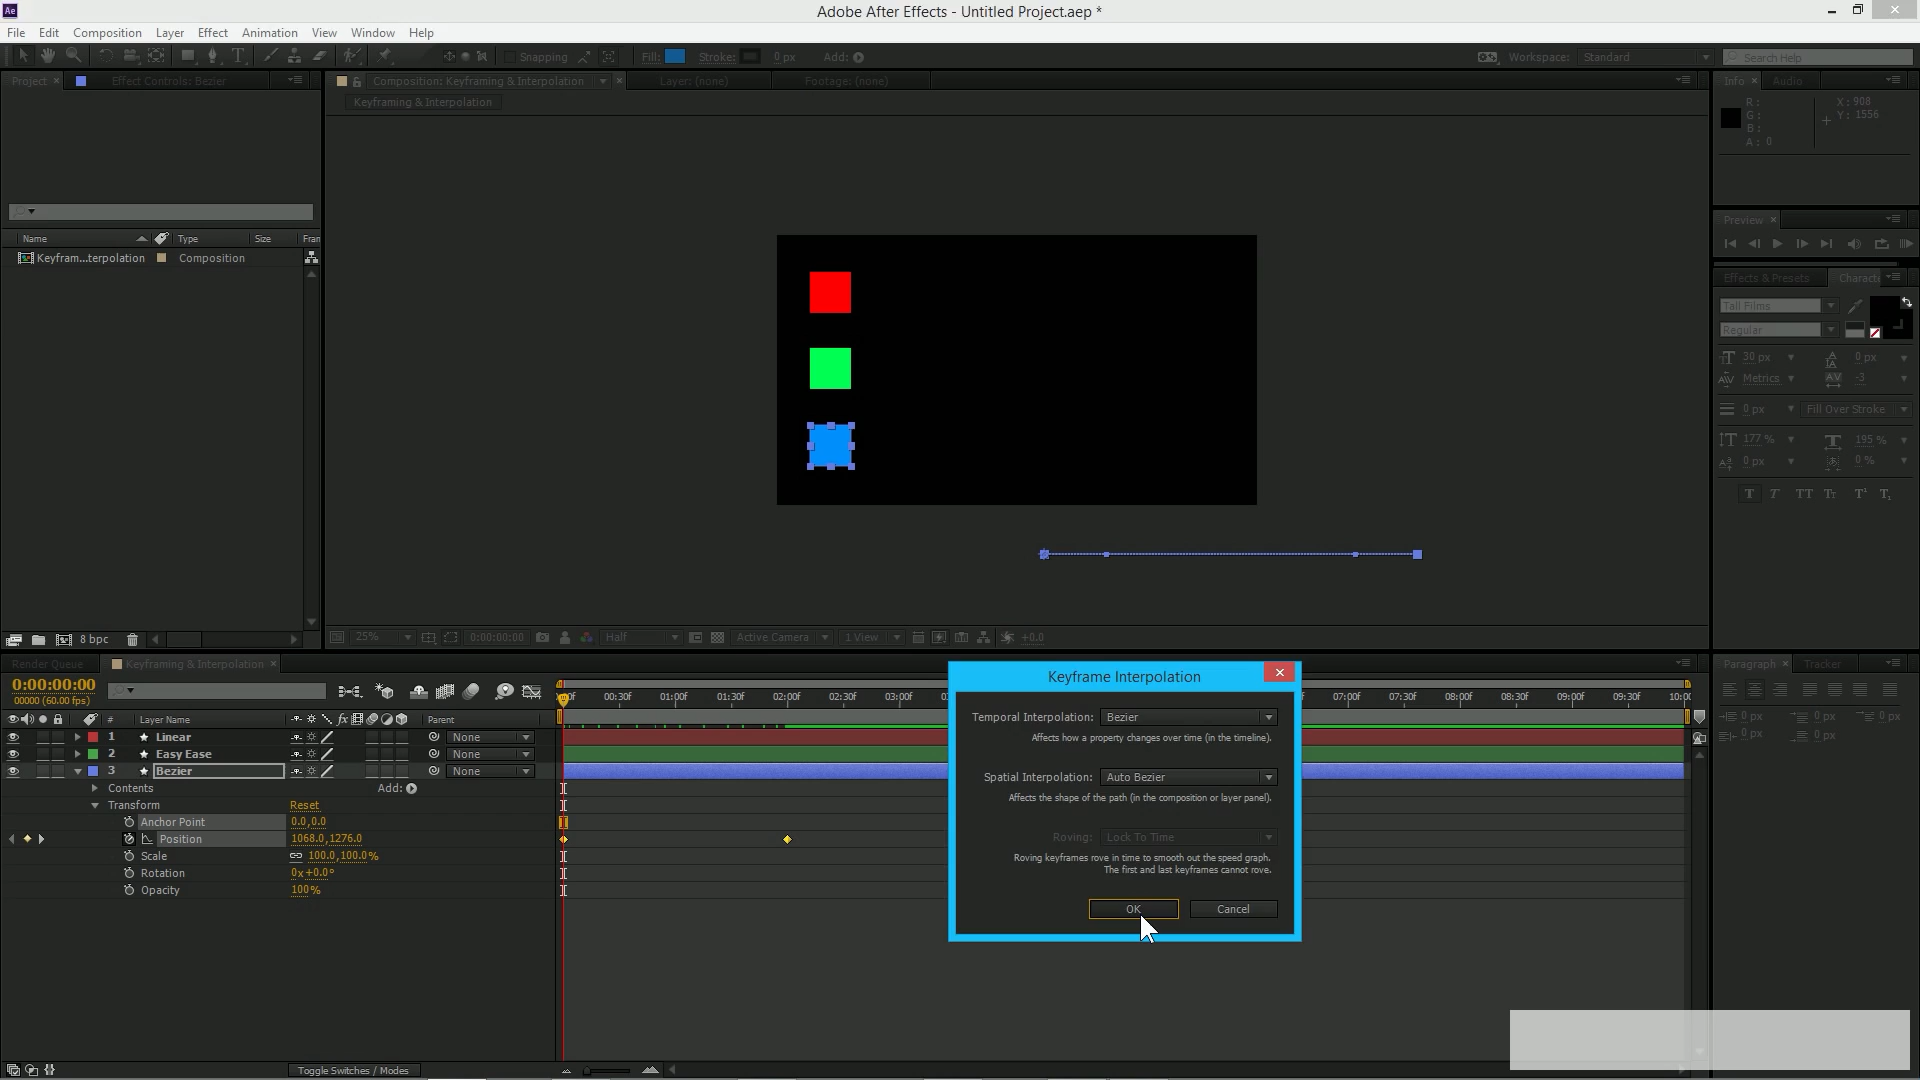 Ae
Adobe After Effects - Untitled Project.aep *
File Edit Composition Layer Effect Animation View Window Help
Snapping Fill: Stroke: 0 px Add: Workspace: Standard Search Help
Project Effect Controls: Bezier Composition: Keyframing & Interpolation Layer: (none) Footage: (none) Info Audio
Keyframing & Interpolation
R: X: 908
G: Y: 1556
B:
A: 0
Preview
Name Type Size Fran
Keyfram...terpolation Composition
Effects & Presets Charact
Tall Films
Regular
30 px 0 px
Metrics -3
0 px Fill Over Stroke
177 % 195 %
0 px 0 %
T T TT Tr T¹ T₁
8 bpc 25% 0:00:00:00 Half Active Camera 1 View +0.0
Render Queue Keyframing & Interpolation Paragraph Tracker
0:00:00:00
00000 (60.00 fps)
00:30f 01:00f 01:30f 02:00f 02:30f 03:00f 07:00f 07:30f 08:00f 08:30f 09:00f 09:30f 10:00
# Layer Name Parent
1 Linear None
2 Easy Ease None
3 Bezier None
Contents Add:
Transform Reset
Anchor Point 0.0,0.0
Position 1068.0,1276.0
Scale 100.0,100.0%
Rotation 0x+0.0°
Opacity 100%
0 px 0 px 0 px
0 px 0 px
Keyframe Interpolation
Temporal Interpolation: Bezier
Affects how a property changes over time (in the timeline).
Spatial Interpolation: Auto Bezier
Affects the shape of the path (in the composition or layer panel).
Roving: Lock To Time
Roving keyframes rove in time to smooth out the speed graph.
The first and last keyframes cannot rove.
OK Cancel
Toggle Switches / Modes